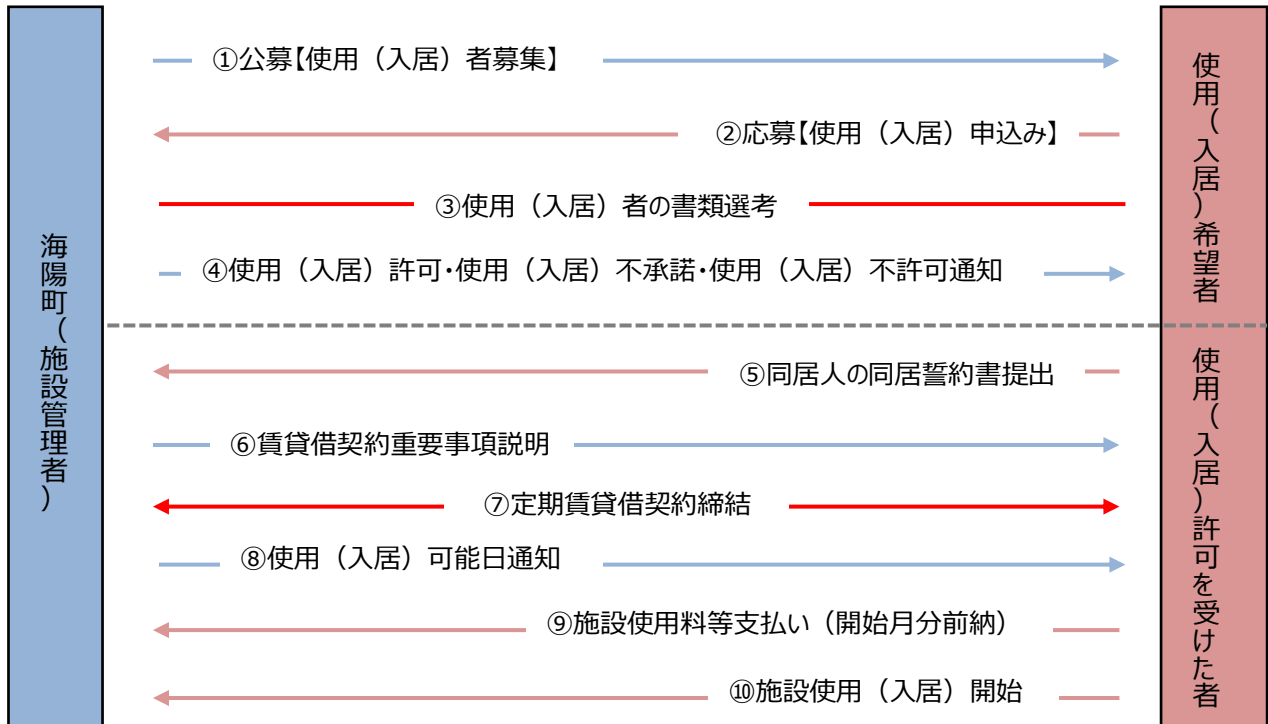 海陽町(施設管理者)
①公募【使用(入居)者募集】
②応募【使用(入居)申込み】
③使用(入居)者の書類選考
④使用(入居)許可・使用(入居)不承諾・使用(入居)不許可通知
使用(入居)希望者
⑤同居人の同居誓約書提出
⑥賃貸借契約重要事項説明
⑦定期賃貸借契約締結
⑧使用(入居)可能日通知
⑨施設使用料等支払い(開始月分前納)
⑩施設使用(入居)開始
使用(入居)許可を受けた者